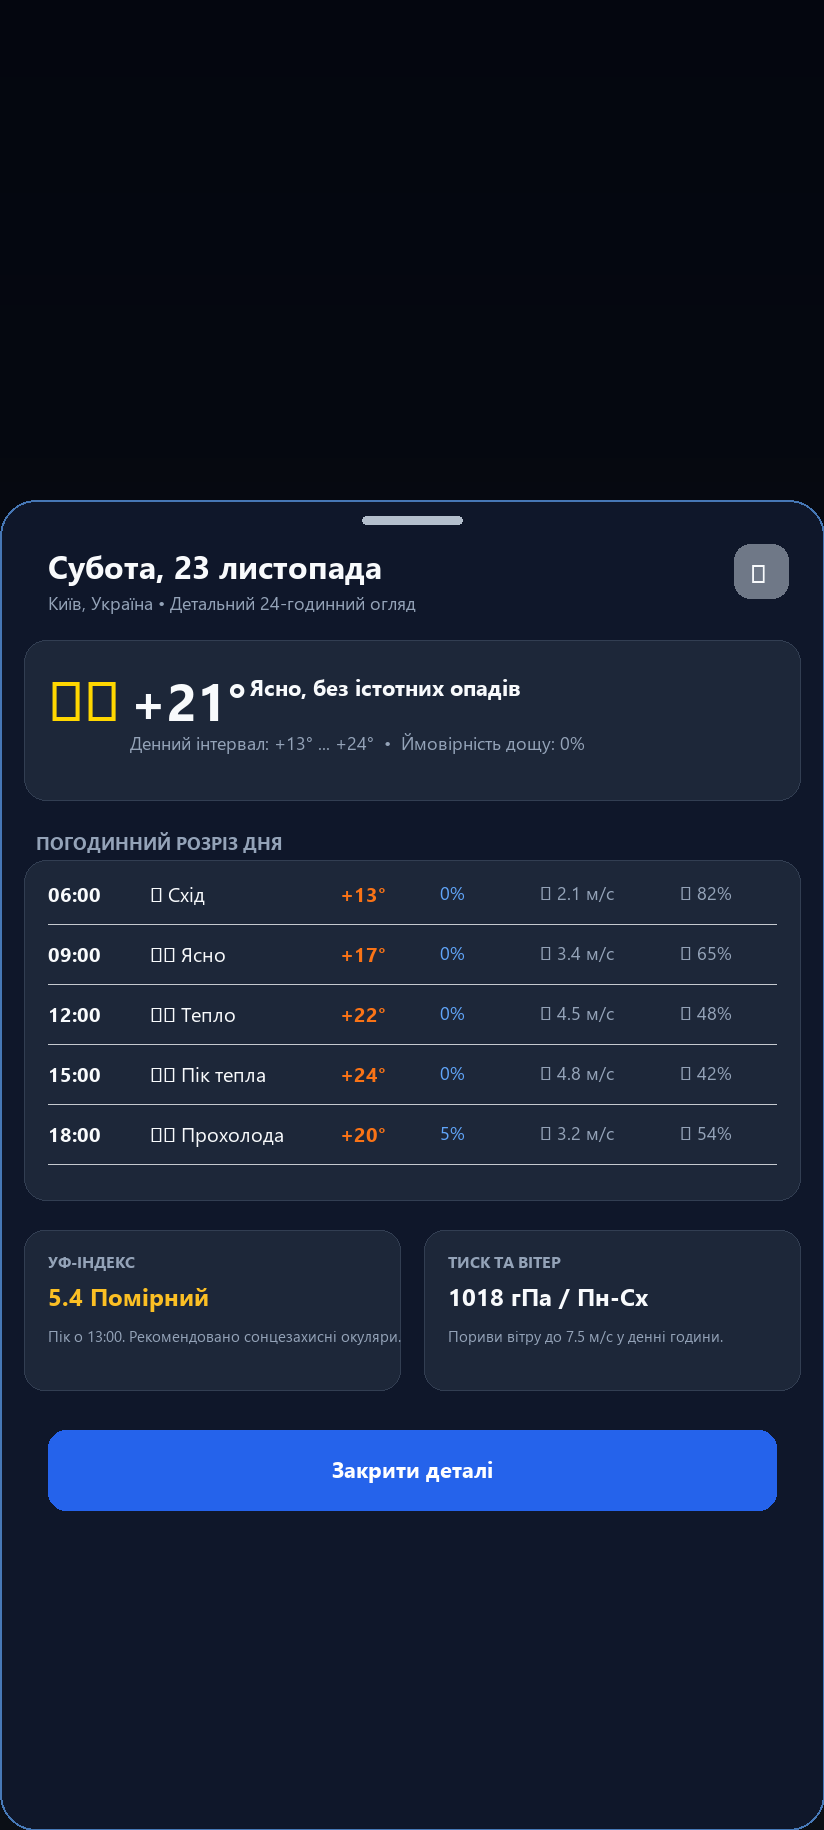 Субота, 23 листопада
Київ, Україна • Детальний 24-годинний огляд
+21° Ясно, без істотних опадів
Денний інтервал: +13° ... +24° • Ймовірність дощу: 0%
ПОГОДИННИЙ РОЗРІЗ ДНЯ
06:00 Схід +13° 0% 2.1 м/с 82%
09:00 Ясно +17° 0% 3.4 м/с 65%
12:00 Тепло +22° 0% 4.5 м/с 48%
15:00 Пік тепла +24° 0% 4.8 м/с 42%
18:00 Прохолода +20° 5% 3.2 м/с 54%
УФ-ІНДЕКС
5.4 Помірний
Пік о 13:00. Рекомендовано сонцезахисні окуляри.
ТИСК ТА ВІТЕР
1018 гПа / Пн-Сх
Пориви вітру до 7.5 м/с у денні години.
Закрити деталі